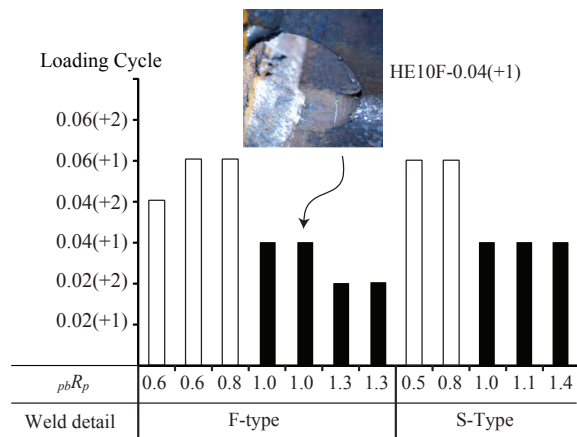 Loading Cycle
HE10F-0.04(+1)
0.06(+2)
0.06(+1)
0.04(+2)
0.04(+1)
0.02(+2)
0.02(+1)
pbRp 0.6 0.6 0.8 1.0 1.0 1.3 1.3 0.5 0.8 1.0 1.1 1.4
Weld detail F-type S-Type